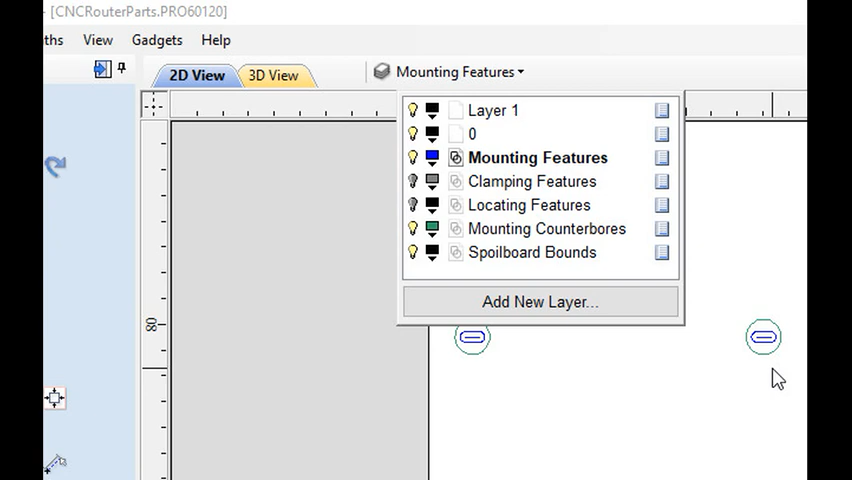 - [CNCRouterParts.PRO60120]
ths View Gadgets Help
2D View 3D View Mounting Features
Layer 1
0
Mounting Features
Clamping Features
Locating Features
Mounting Counterbores
Spoilboard Bounds
Add New Layer...
80